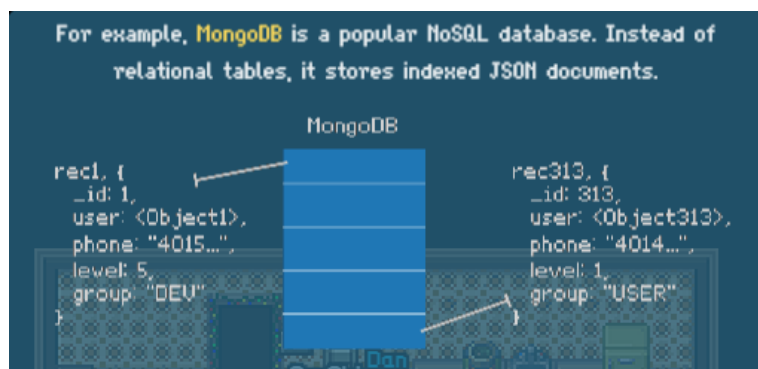 For example, MongoDB is a popular NoSQL database. Instead of
relational tables, it stores indexed JSON documents.
MongoDB
rec1, {
_id: 1,
user: <Object1>,
phone: "4015...",
level: 5,
group: "DEV"
}
rec313, {
_id: 313,
user: <Object313>,
phone: "4014...",
level: 1,
group: "USER"
}
Dan